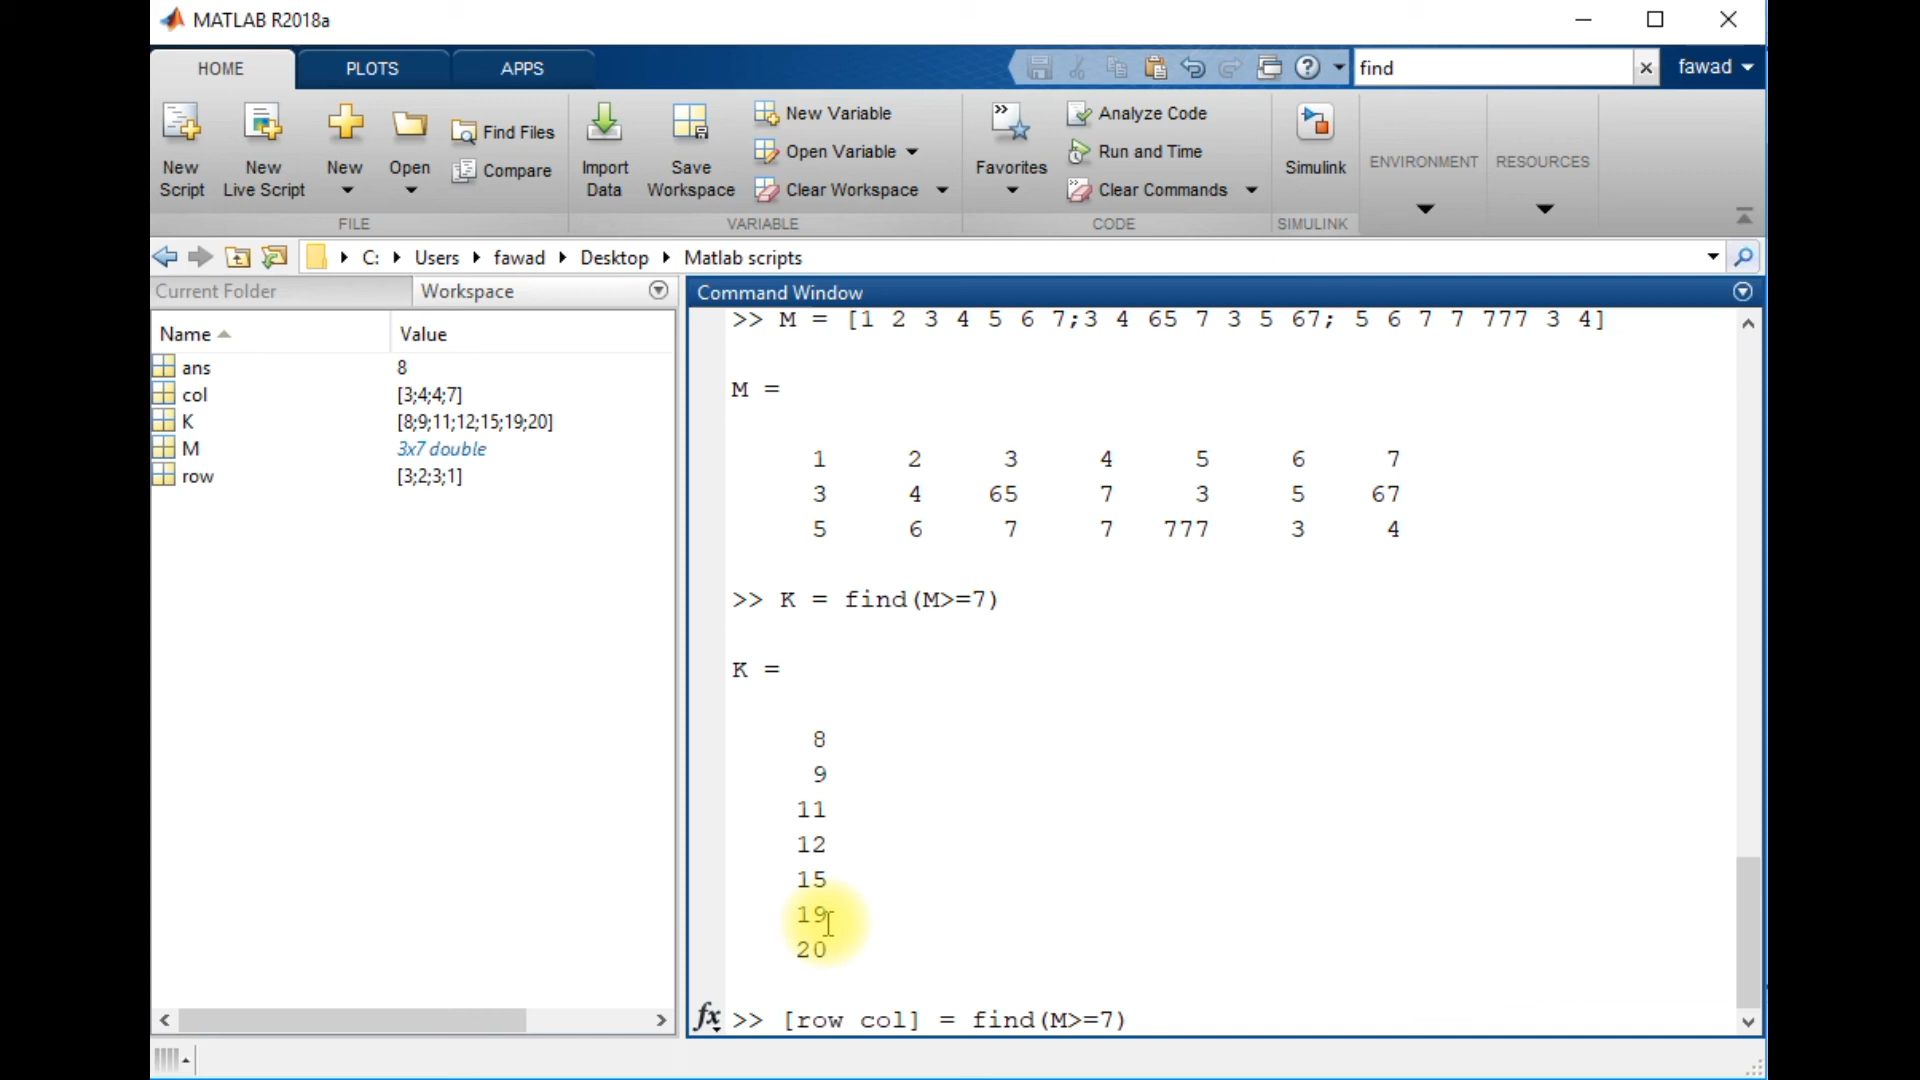 MATLAB R2018a
HOME PLOTS APPS find fawad
New Script
New Live Script
New
Open
Find Files
Compare
Import Data
Save Workspace
New Variable
Open Variable
Clear Workspace
Favorites
Analyze Code
Run and Time
Clear Commands
Simulink
ENVIRONMENT
RESOURCES
FILE VARIABLE CODE SIMULINK
C: Users fawad Desktop Matlab scripts
Current Folder Workspace
Name Value
ans 8
col [3;4;4;7]
K [8;9;11;12;15;19;20]
M 3x7 double
row [3;2;3;1]
Command Window
>> M = [1 2 3 4 5 6 7;3 4 65 7 3 5 67; 5 6 7 7 777 3 4]
M =
1 2 3 4 5 6 7
3 4 65 7 3 5 67
5 6 7 7 777 3 4
>> K = find(M>=7)
K =
8
9
11
12
15
19
20
fx >> [row col] = find(M>=7)